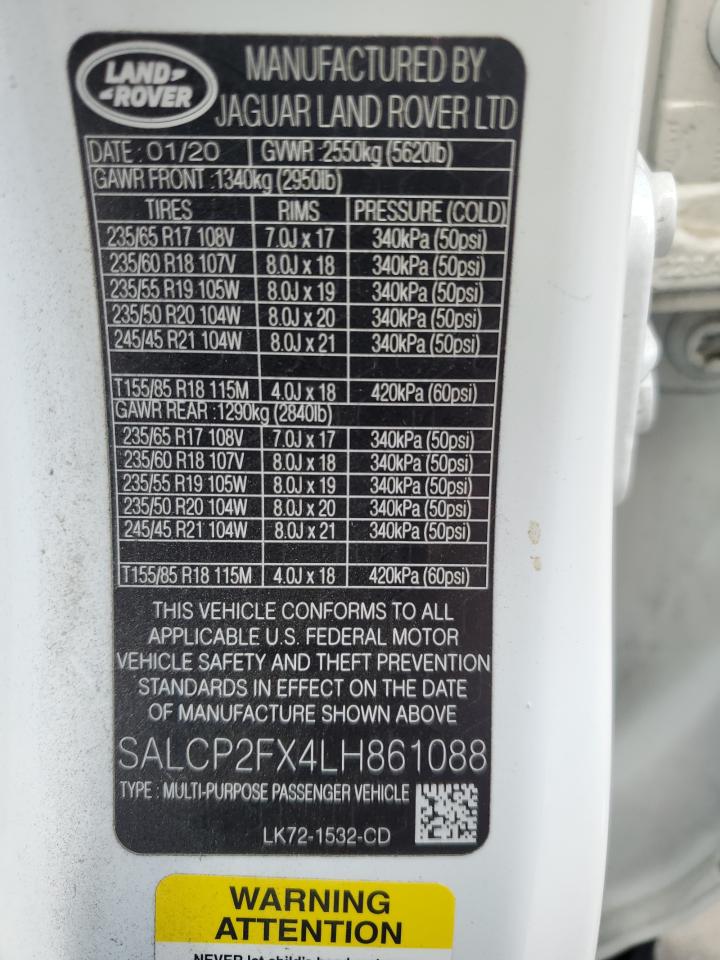 LAND ROVER
MANUFACTURED BY
JAGUAR LAND ROVER LTD
DATE : 01/20 GVWR : 2550kg (5620lb)
GAWR FRONT : 1340kg (2950lb)
TIRES RIMS PRESSURE (COLD)
235/65 R17 108V 7.0J x 17 340kPa (50psi)
235/60 R18 107V 8.0J x 18 340kPa (50psi)
235/55 R19 105W 8.0J x 19 340kPa (50psi)
235/50 R20 104W 8.0J x 20 340kPa (50psi)
245/45 R21 104W 8.0J x 21 340kPa (50psi)
T155/85 R18 115M 4.0J x 18 420kPa (60psi)
GAWR REAR : 1290kg (2840lb)
235/65 R17 108V 7.0J x 17 340kPa (50psi)
235/60 R18 107V 8.0J x 18 340kPa (50psi)
235/55 R19 105W 8.0J x 19 340kPa (50psi)
235/50 R20 104W 8.0J x 20 340kPa (50psi)
245/45 R21 104W 8.0J x 21 340kPa (50psi)
T155/85 R18 115M 4.0J x 18 420kPa (60psi)
THIS VEHICLE CONFORMS TO ALL
APPLICABLE U.S. FEDERAL MOTOR
VEHICLE SAFETY AND THEFT PREVENTION
STANDARDS IN EFFECT ON THE DATE
OF MANUFACTURE SHOWN ABOVE
SALCP2FX4LH861088
TYPE : MULTI-PURPOSE PASSENGER VEHICLE
LK72-1532-CD
WARNING
ATTENTION
NEVER let child's